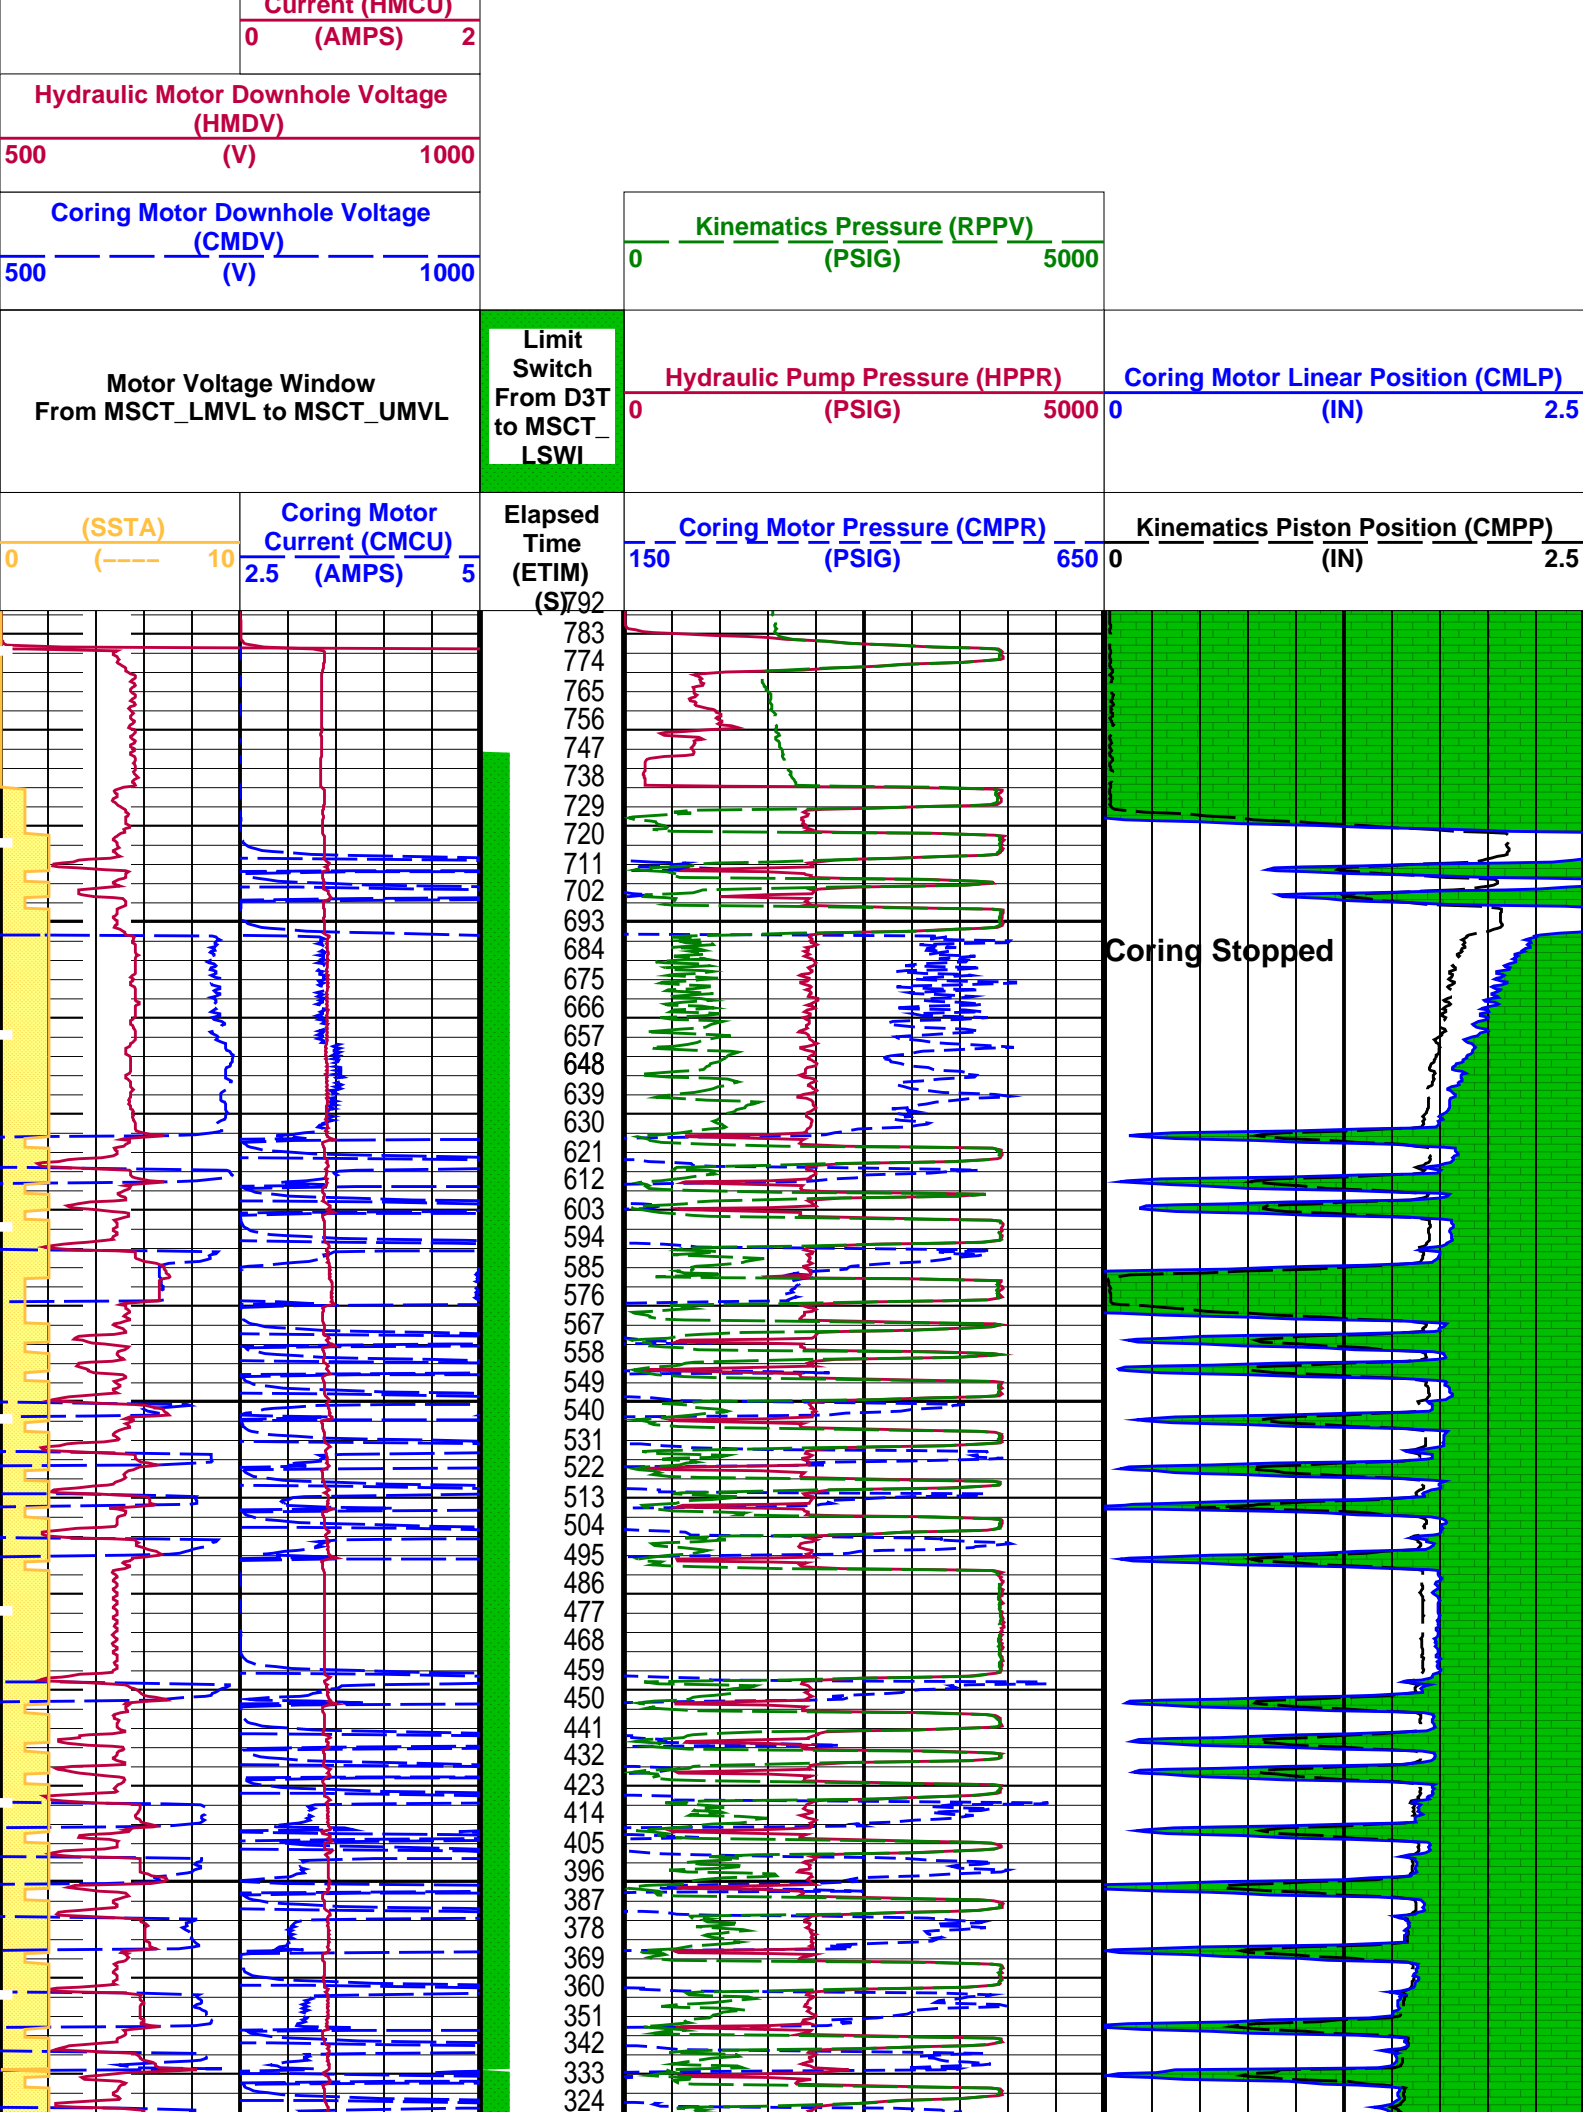 Current (HMCU)
0 (AMPS) 2
Hydraulic Motor Downhole Voltage
(HMDV)
500 (V) 1000
Coring Motor Downhole Voltage
(CMDV)
500 (V) 1000
Kinematics Pressure (RPPV)
0 (PSIG) 5000
Motor Voltage Window
From MSCT_LMVL to MSCT_UMVL
Limit
Switch
From D3T
to MSCT_
LSWI
Hydraulic Pump Pressure (HPPR)
0 (PSIG) 5000
Coring Motor Linear Position (CMLP)
0 (IN) 2.5
(SSTA)
0 (---- 10
Coring Motor
Current (CMCU)
2.5 (AMPS) 5
Elapsed
Time
(ETIM)
(S)
Coring Motor Pressure (CMPR)
150 (PSIG) 650
Kinematics Piston Position (CMPP)
0 (IN) 2.5
792
783
774
765
756
747
738
729
720
711
702
693
684
Coring Stopped
675
666
657
648
639
630
621
612
603
594
585
576
567
558
549
540
531
522
513
504
495
486
477
468
459
450
441
432
423
414
405
396
387
378
369
360
351
342
333
324